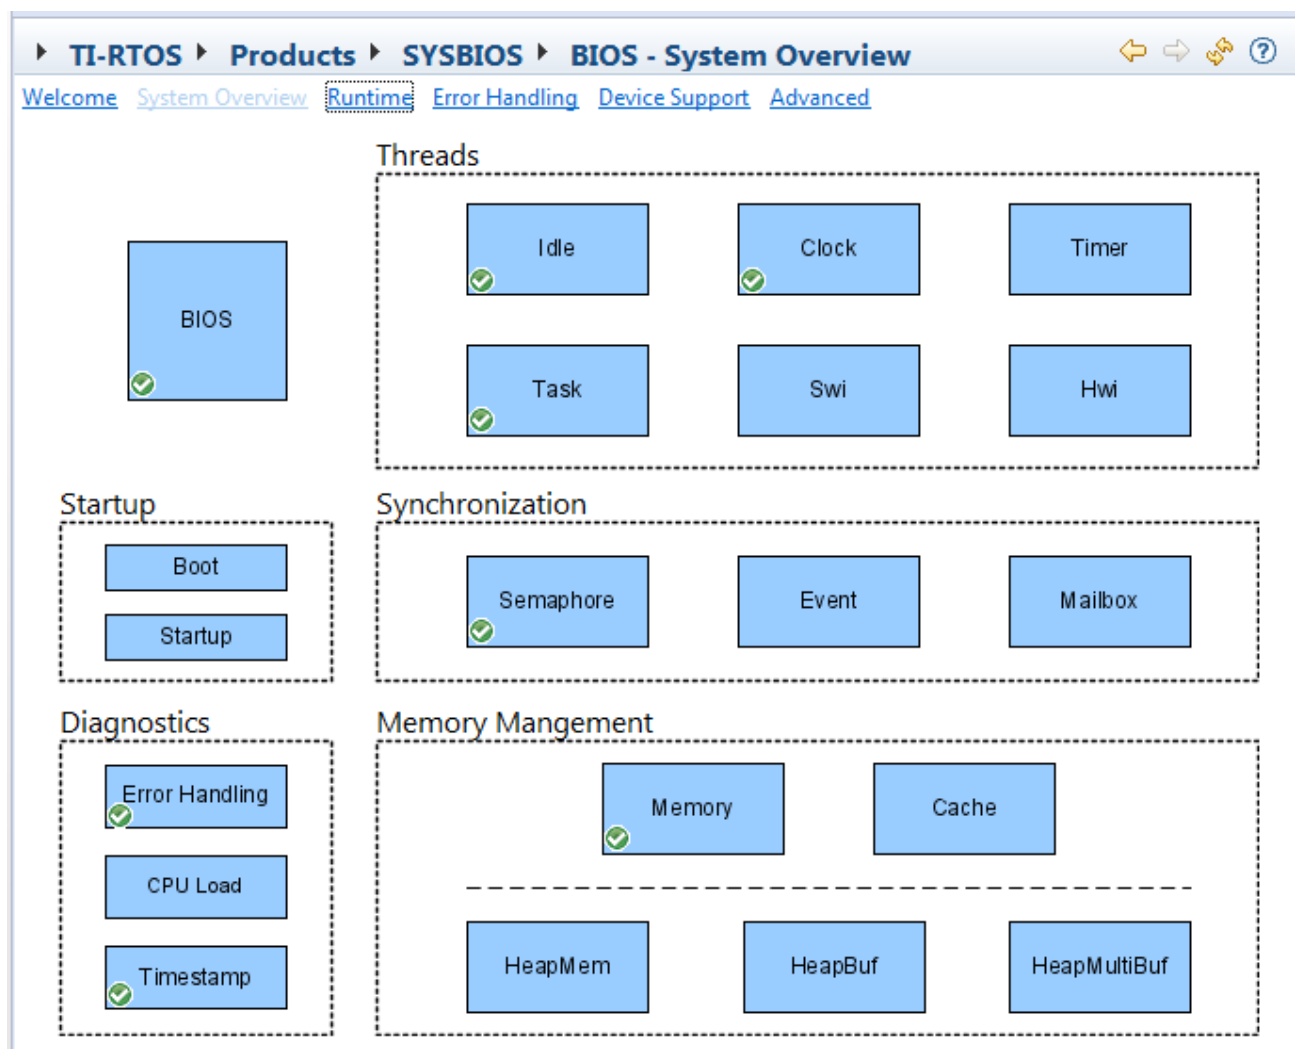 TI-RTOS Products SYSBIOS BIOS - System Overview
Welcome System Overview Runtime Error Handling Device Support Advanced
Threads
Idle Clock Timer
BIOS
Task Swi Hwi
Startup
Boot
Startup
Synchronization
Semaphore Event Mailbox
Diagnostics
Error Handling
CPU Load
Timestamp
Memory Mangement
Memory Cache
HeapMem HeapBuf HeapMultiBuf